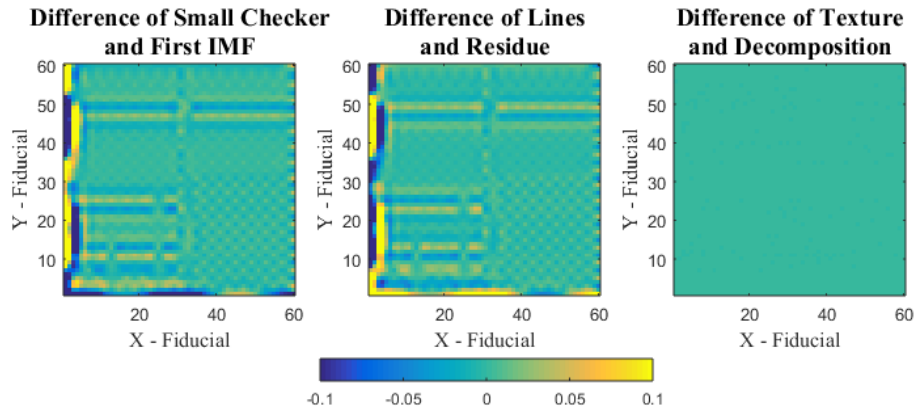 Difference of Small Checker
and First IMF
Difference of Lines
and Residue
Difference of Texture
and Decomposition
Y - Fiducial
60
50
40
30
20
10
20
40
60
X - Fiducial
Y - Fiducial
60
50
40
30
20
10
20
40
60
X - Fiducial
Y - Fiducial
60
50
40
30
20
10
20
40
60
X - Fiducial
-0.1
-0.05
0
0.05
0.1